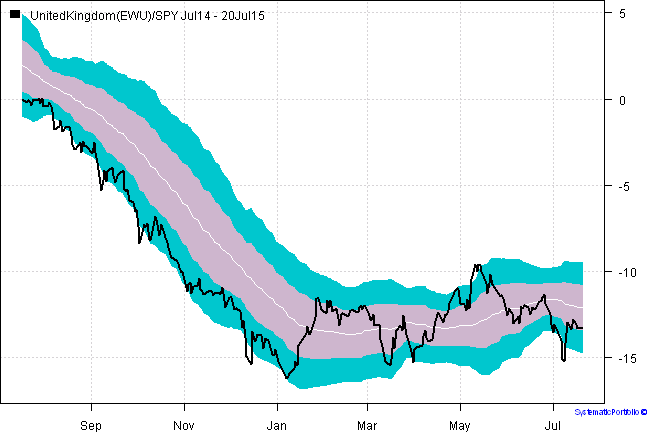 UnitedKingdom(EWU)/SPY Jul14 - 20Jul15
5
0
-5
-10
-15
Sep Nov Jan Mar May Jul
SystematicPortfolio ©